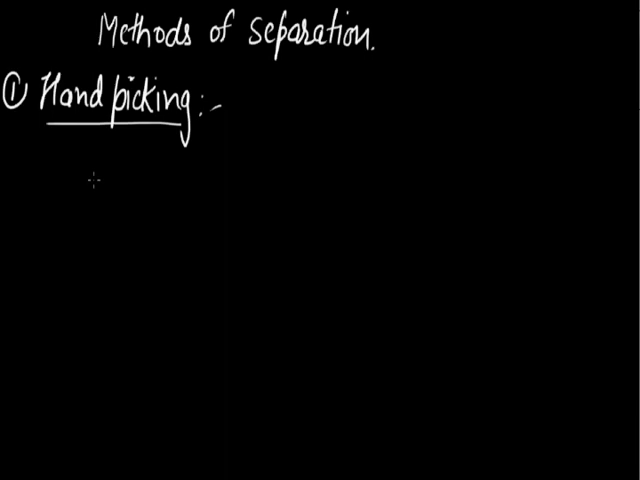 Methods of separation.
① Hand picking :-